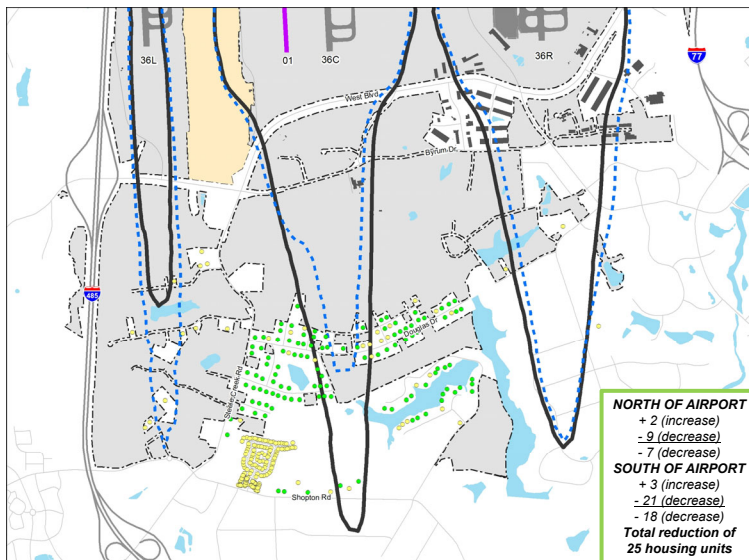 36L
01
36C
36R
77
West Blvd
Byrum Dr
485
Douglas
Steele Creek Rd
Shopton Rd
NORTH OF AIRPORT
+ 2 (increase)
- 9 (decrease)
- 7 (decrease)
SOUTH OF AIRPORT
+ 3 (increase)
- 21 (decrease)
- 18 (decrease)
Total reduction of
25 housing units